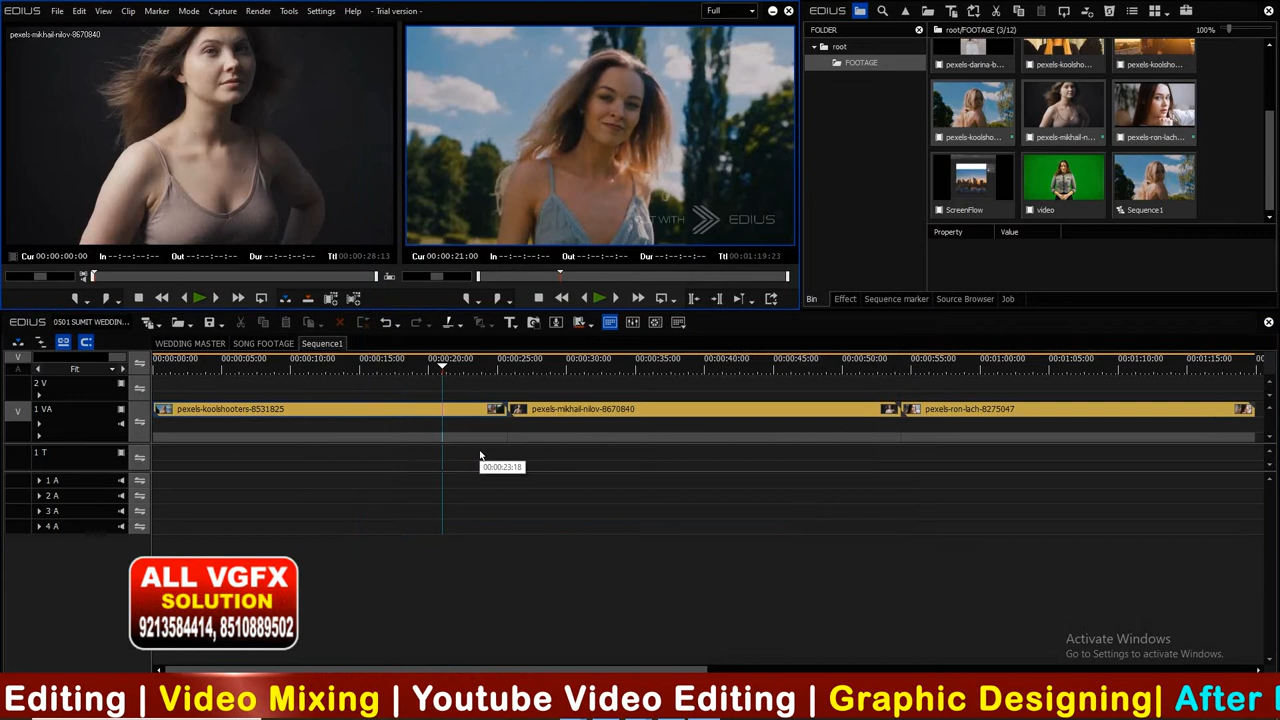 EDIUS File Edit View Clip Marker Mode Capture Render Tools Settings Help - Trial version - Full
pexels-mikhail-nilov-8670840
Cur 00:00:00:00 In --:--:--:-- Out --:--:--:-- Dur --:--:--:-- Ttl 00:00:28:13
EDIUS
Cur 00:00:21:00 In --:--:--:-- Out --:--:--:-- Dur --:--:--:-- Ttl 00:01:19:23
EDIUS
FOLDER
root/FOOTAGE (3/12) 100%
root
FOOTAGE
pexels-darina-b... pexels-koolsho... pexels-koolsho...
pexels-koolsho... pexels-mikhail-n... pexels-ron-lach...
ScreenFlow video Sequence1
Property Value
Bin Effect Sequence marker Source Browser Job
EDIUS 0501 SUMIT WEDDIN...
WEDDING MASTER SONG FOOTAGE Sequence1
V
A
Fit
00:00:00:00 00:00:05:00 00:00:10:00 00:00:15:00 00:00:20:00 00:00:25:00 00:00:30:00 00:00:35:00 00:00:40:00 00:00:45:00 00:00:50:00 00:00:55:00 00:01:00:00 00:01:05:00 00:01:10:00 00:01:15:00 00
2 V
V
1 VA pexels-koolshooters-8531825 pexels-mikhail-nilov-8670840 pexels-ron-lach-8275047
1 T
00:00:23:18
1 A
2 A
3 A
4 A
ALL VGFX
SOLUTION
9213584414, 8510889502
Activate Windows
Go to Settings to activate Windows.
Editing | Video Mixing | Youtube Video Editing | Graphic Designing| After